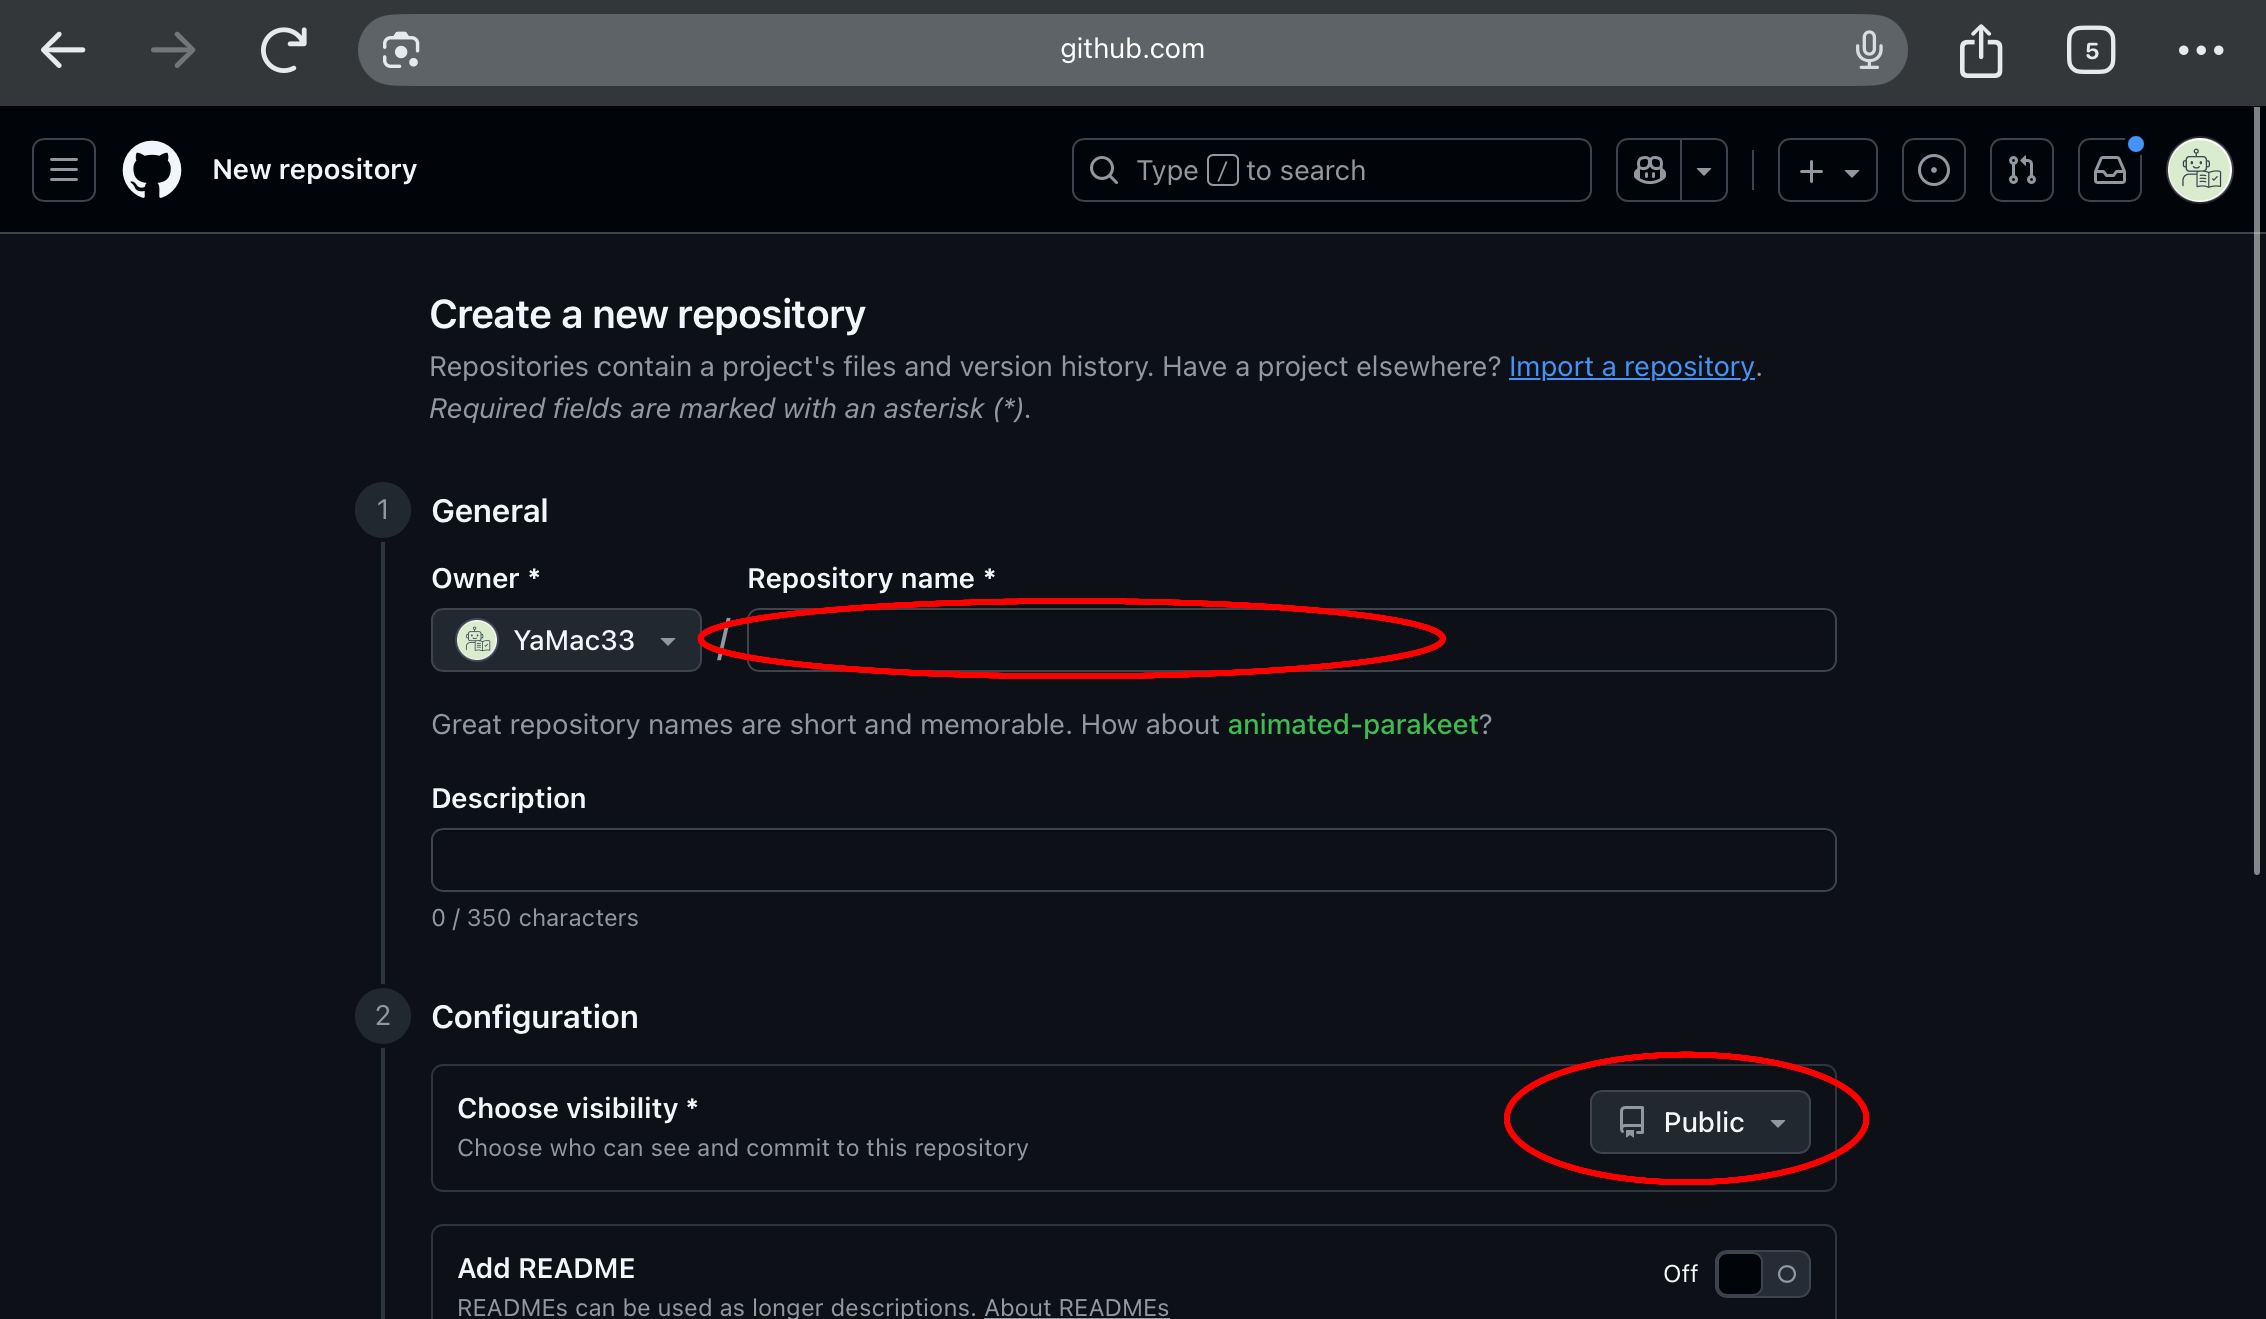 github.com
5
New repository
Type / to search
Create a new repository
Repositories contain a project's files and version history. Have a project elsewhere? Import a repository.
Required fields are marked with an asterisk (*).
1 General
Owner * Repository name *
YaMac33 /
Great repository names are short and memorable. How about animated-parakeet?
Description
0 / 350 characters
2 Configuration
Choose visibility *
Choose who can see and commit to this repository
Public
Add README
READMEs can be used as longer descriptions. About READMEs
Off